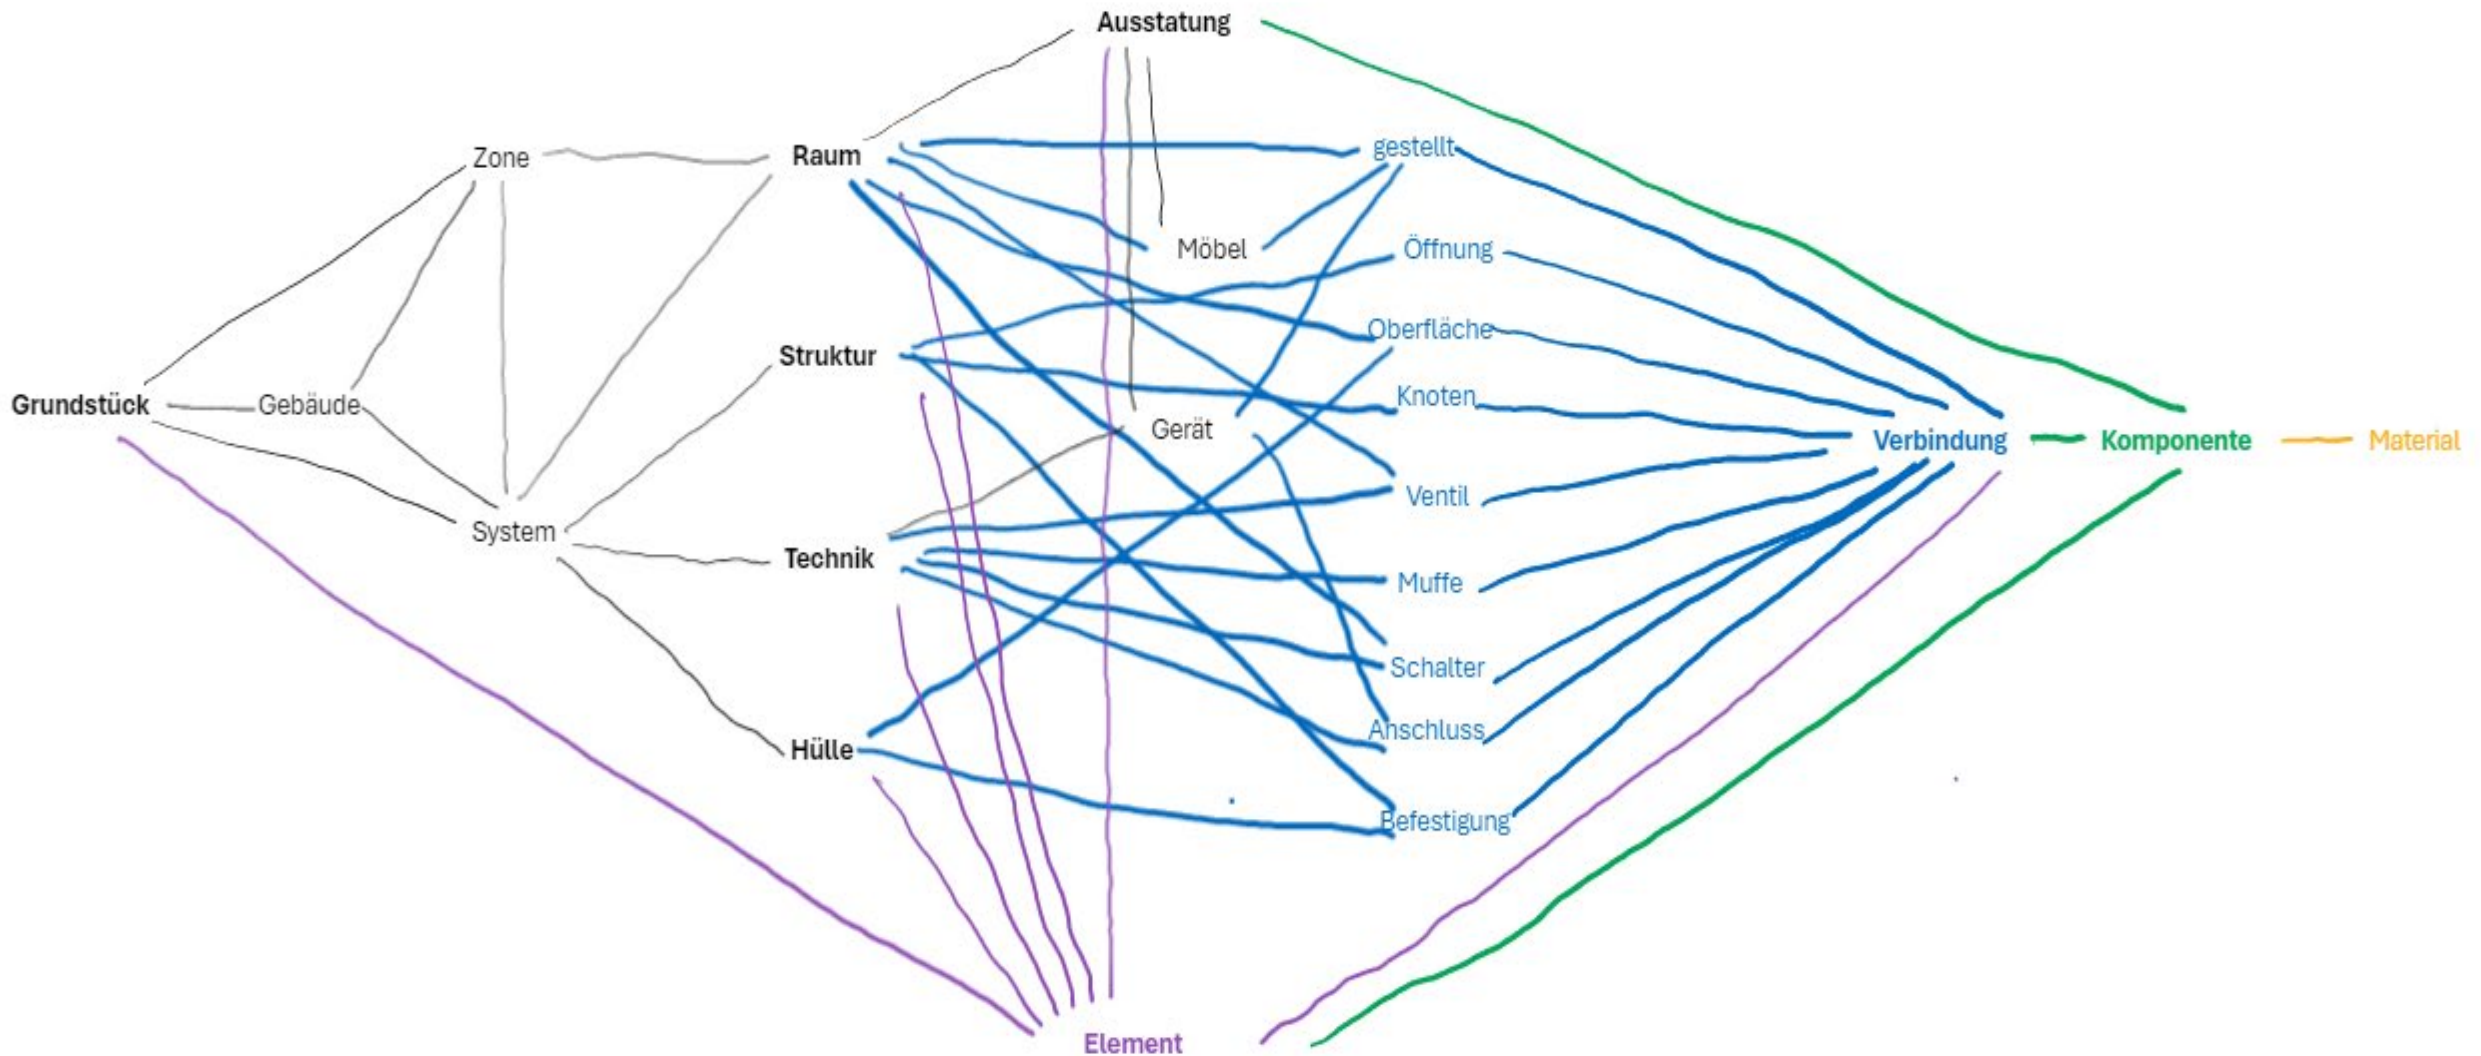 Ausstatung
Zone
Raum
gestellt
Möbel
Öffnung
Oberfläche
Struktur
Knoten
Grundstück
Gebäude
Gerät
Verbindung
Komponente
Material
Ventil
System
Technik
Muffe
Schalter
Anschluss
Hülle
Befestigung
Element